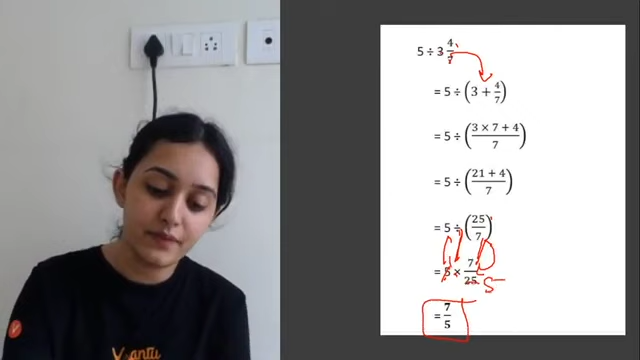 5 ÷ 3 4/7
= 5 ÷ (3 + 4/7)
= 5 ÷ ((3 × 7 + 4)/7)
= 5 ÷ ((21 + 4)/7)
= 5 ÷ (25/7)
= 5 × 7/25 5
= 7/5
Vedantu